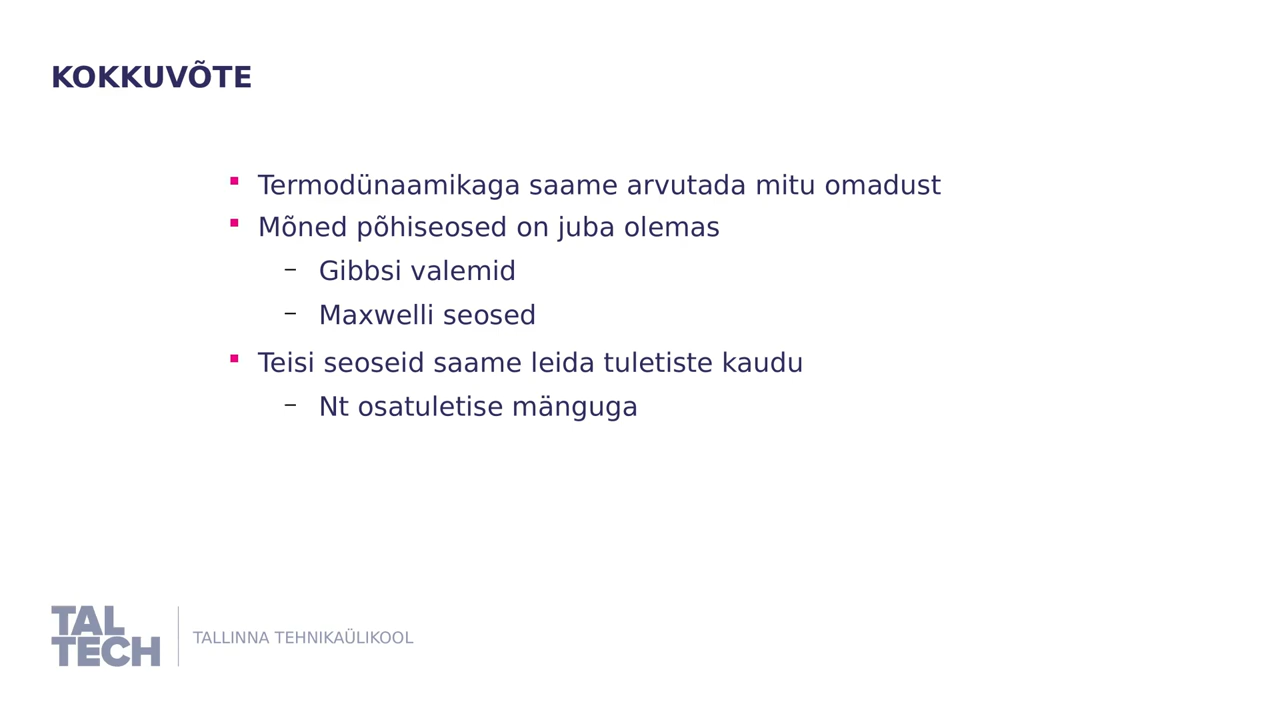 KOKKUVÕTE
▪ Termodünaamikaga saame arvutada mitu omadust
▪ Mõned põhiseosed on juba olemas
– Gibbsi valemid
– Maxwelli seosed
▪ Teisi seoseid saame leida tuletiste kaudu
– Nt osatuletise mänguga
TAL
TECH
TALLINNA TEHNIKAÜLIKOOL